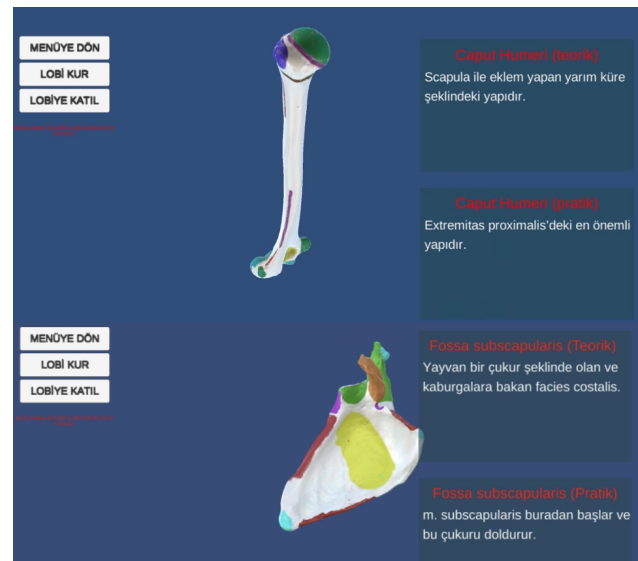 MENÜYE DÖN
LOBİ KUR
LOBİYE KATIL
Caput Humeri (teorik)
Scapula ile eklem yapan yarım küre
şeklindeki yapıdır.
Caput Humeri (pratik)
Extremitas proximalis'deki en önemli
yapıdır.
MENÜYE DÖN
LOBİ KUR
LOBİYE KATIL
Fossa subscapularis (Teorik)
Yayvan bir çukur şeklinde olan ve
kaburgalara bakan facies costalis.
Fossa subscapularis (Pratik)
m. subscapularis buradan başlar ve
bu çukuru doldurur.